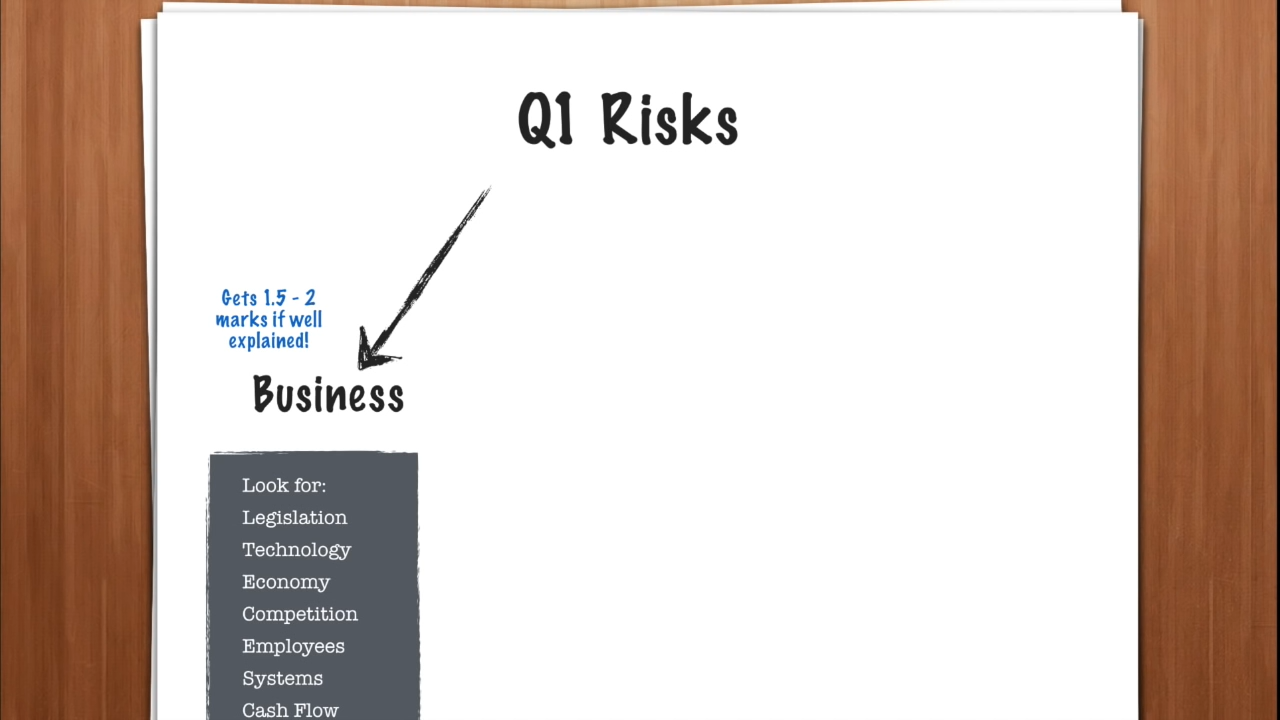 Q1 Risks
Gets 1.5 - 2
marks if well
explained!
Business
Look for:
Legislation
Technology
Economy
Competition
Employees
Systems
Cash Flow